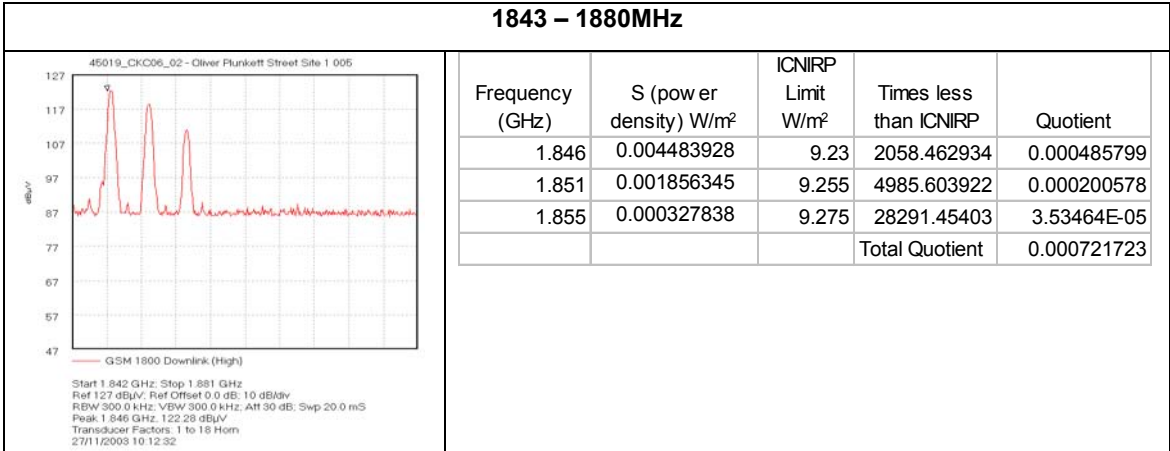 1843 – 1880MHz
45019_CKC06_02 - Oliver Plunkett Street Site 1 005
127
117
107
97
87
77
67
57
47
dBµV
GSM 1800 Downlink (High)
Start 1.842 GHz; Stop 1.881 GHz
Ref 127 dBµV; Ref Offset 0.0 dB; 10 dB/div
RBW 300.0 kHz; VBW 300.0 kHz; Att 30 dB; Swp 20.0 mS
Peak 1.846 GHz, 122.28 dBµV
Transducer Factors: 1 to 18 Horn
27/11/2003 10:12:32
Frequency (GHz) S (power density) W/m² ICNIRP Limit W/m² Times less than ICNIRP Quotient
1.846 0.004483928 9.23 2058.462934 0.000485799
1.851 0.001856345 9.255 4985.603922 0.000200578
1.855 0.000327838 9.275 28291.45403 3.53464E-05
Total Quotient 0.000721723